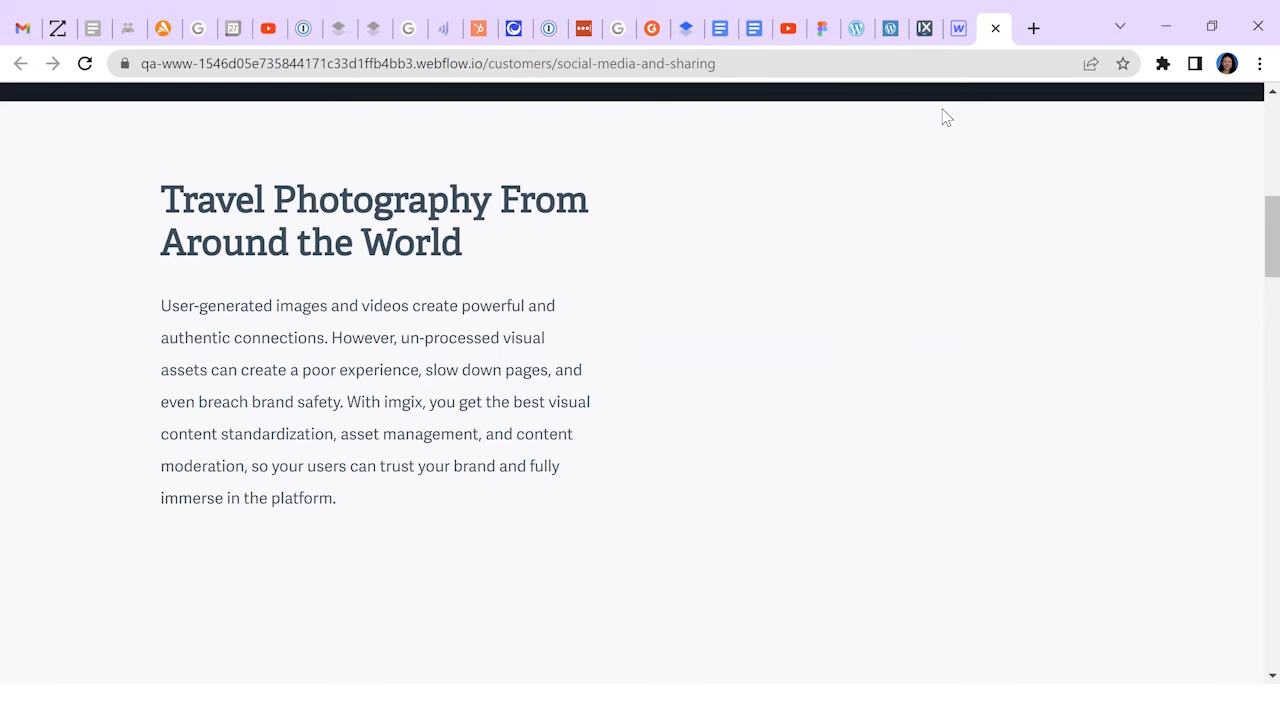 qa-www-1546d05e735844171c33d1ffb4bb3.webflow.io/customers/social-media-and-sharing
Travel Photography From
Around the World
User-generated images and videos create powerful and
authentic connections. However, un-processed visual
assets can create a poor experience, slow down pages, and
even breach brand safety. With imgix, you get the best visual
content standardization, asset management, and content
moderation, so your users can trust your brand and fully
immerse in the platform.